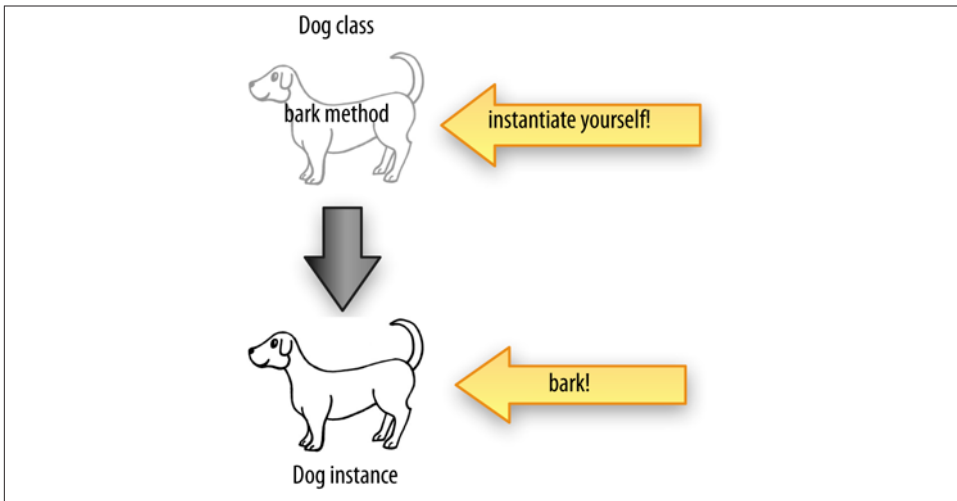 Dog class
bark method
instantiate yourself!
bark!
Dog instance